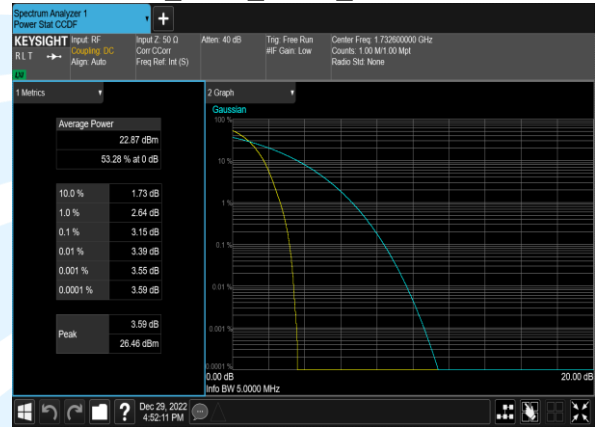 Spectrum Analyzer 1
Power Stat CCDF
+
KEYSIGHT
RLT
LXI
Input: RF
Coupling: DC
Align: Auto
Input Z: 50 Ω
Corr CCorr
Freq Ref: Int (S)
Atten: 40 dB
Trig: Free Run
#IF Gain: Low
Center Freq: 1.732600000 GHz
Counts: 1.00 M/1.00 Mpt
Radio Std: None
1 Metrics
Average Power
22.87 dBm
53.28 % at 0 dB
10.0 % 1.73 dB
1.0 % 2.64 dB
0.1 % 3.15 dB
0.01 % 3.39 dB
0.001 % 3.55 dB
0.0001 % 3.59 dB
Peak
3.59 dB
26.46 dBm
2 Graph
Gaussian
100 %
10 %
1 %
0.1 %
0.01 %
0.001 %
0.0001 %
0.00 dB 20.00 dB
Info BW 5.0000 MHz
?
Dec 29, 2022
4:52:11 PM